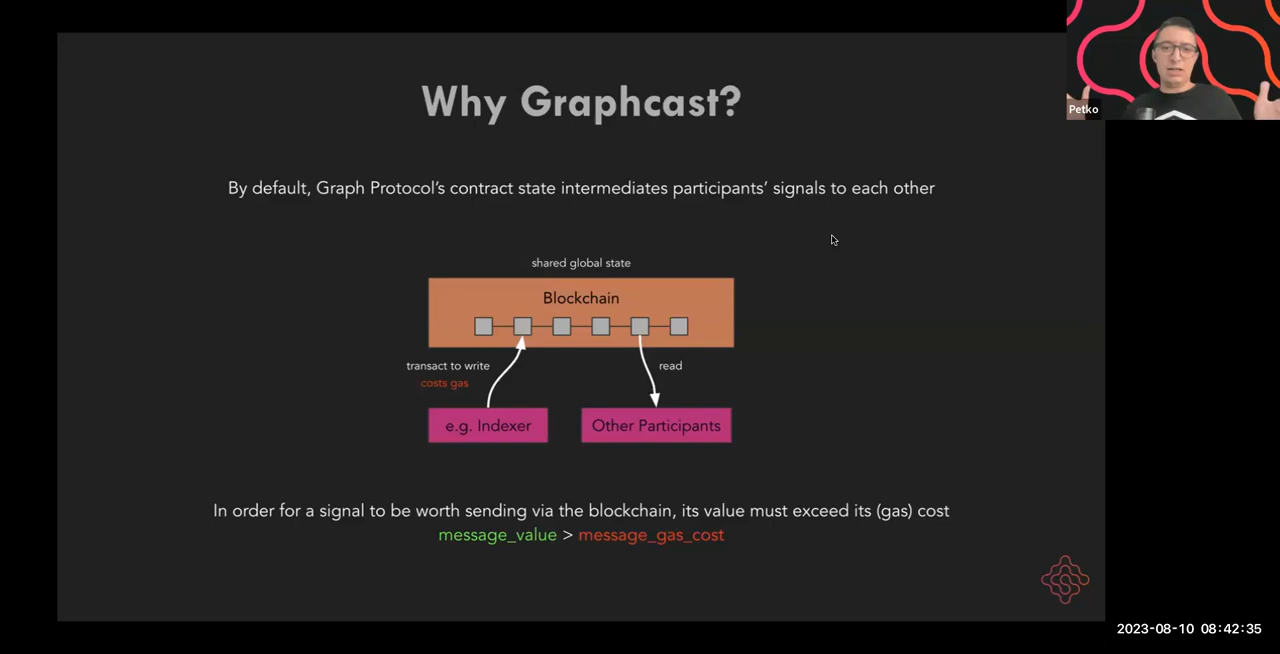 Why Graphcast?
Petko
By default, Graph Protocol's contract state intermediates participants' signals to each other
shared global state
Blockchain
transact to write
costs gas
read
e.g. Indexer
Other Participants
In order for a signal to be worth sending via the blockchain, its value must exceed its (gas) cost
message_value > message_gas_cost
2023-08-10 08:42:35